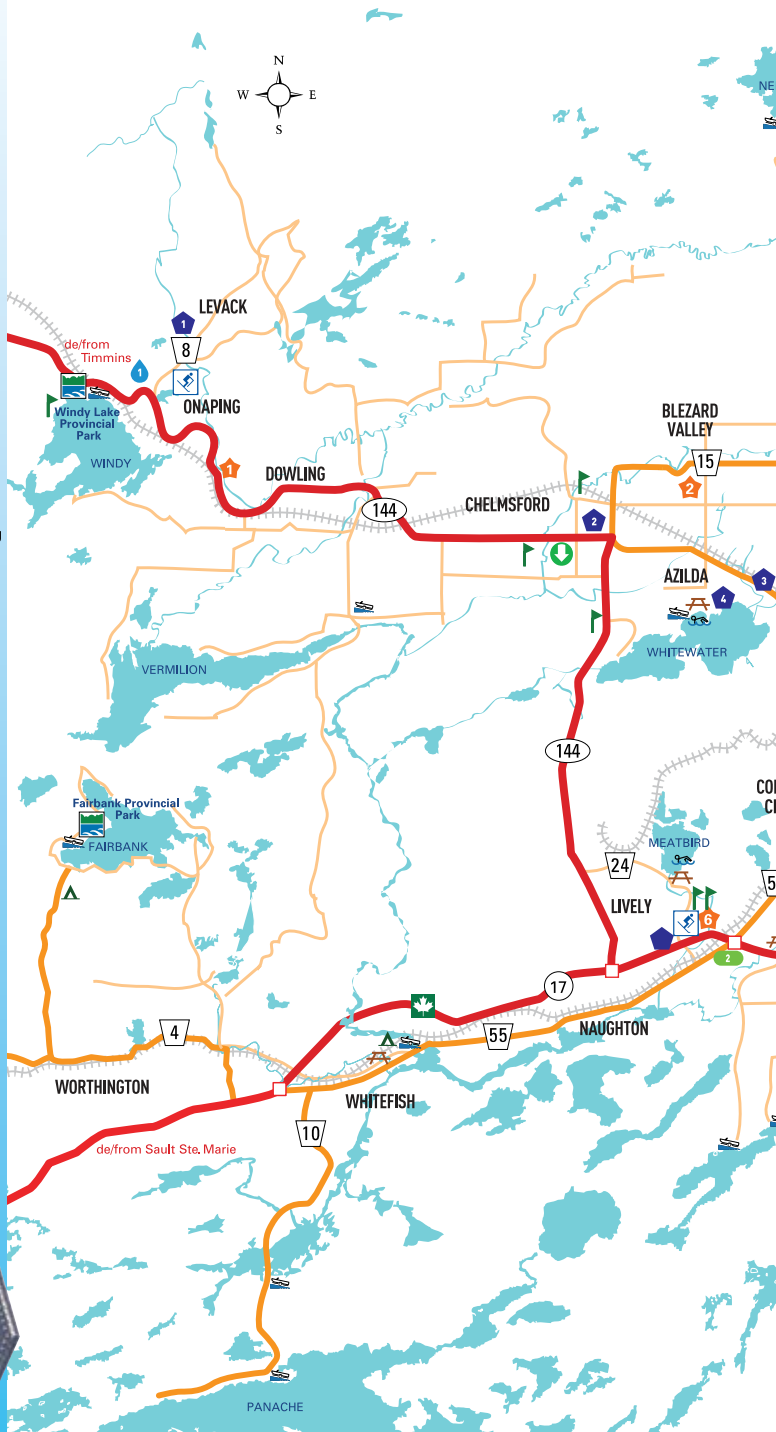 N
W E
S
NE
LEVACK
1
8
de/from
Timmins
1
ONAPING
Windy Lake
Provincial
Park
WINDY
BLEZARD
VALLEY
15
1
DOWLING
2
144
CHELMSFORD
2
AZILDA
3
4
WHITEWATER
VERMILION
144
Fairbank Provincial
Park
FAIRBANK
MEATBIRD
24
5
LIVELY
6
2
17
4
55
NAUGHTON
WORTHINGTON
WHITEFISH
10
de/from Sault Ste. Marie
PANACHE